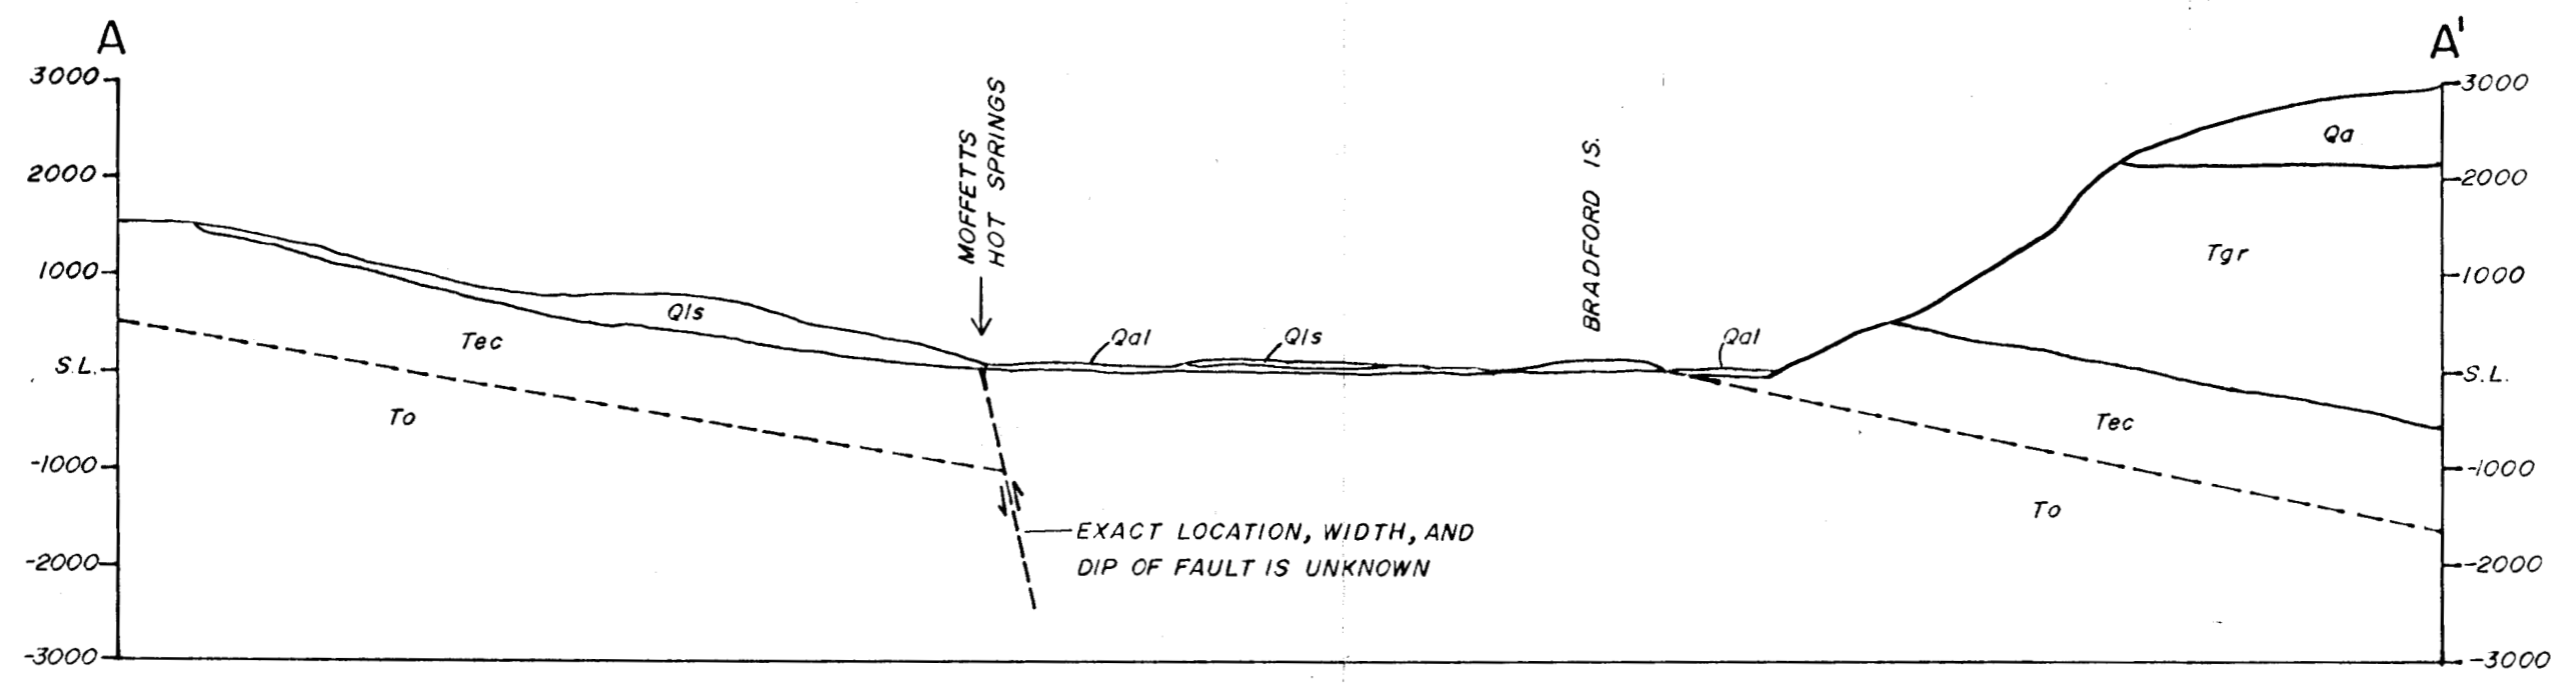 A
A'
3000
2000
1000
S.L.
-1000
-2000
-3000
MOFFETTS
HOT SPRINGS
BRADFORD IS.
Qls
Tec
To
Qal
Qls
Qal
Qa
Tgr
Tec
To
EXACT LOCATION, WIDTH, AND
DIP OF FAULT IS UNKNOWN
3000
2000
1000
S.L.
-1000
-2000
-3000